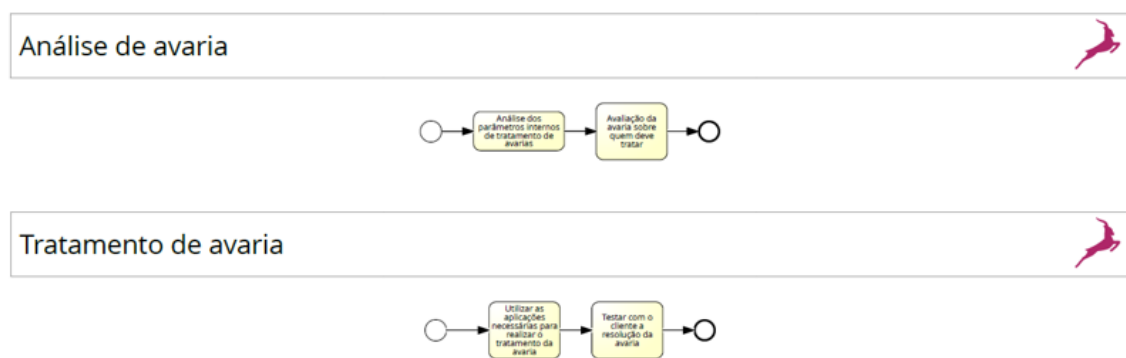 Análise de avaria
Análise dos
parâmetros internos
de tratamento de
avarias
Avaliação da
avaria sobre
quem deve
tratar
Tratamento de avaria
Utilizar as
aplicações
necessárias para
realizar o
tratamento da
avaria
Testar com o
cliente a
resolução da
avaria